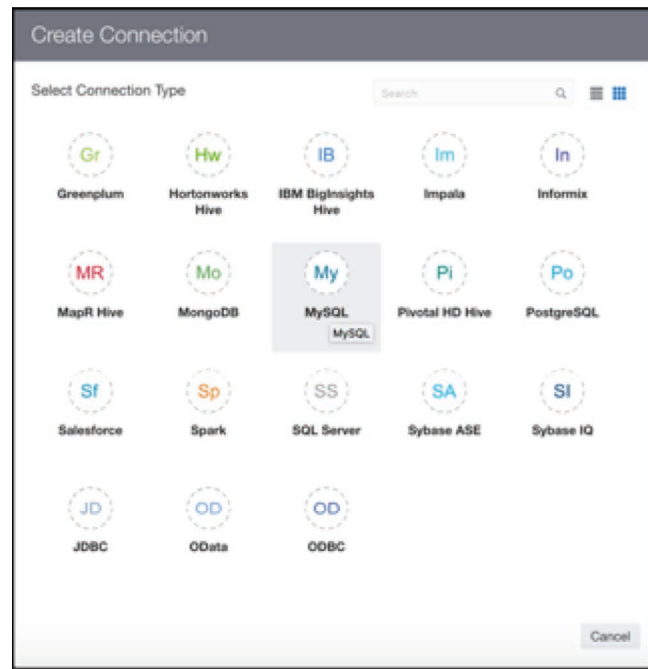 Create Connection
Select Connection Type
Search
Gr
Hw
IB
Im
In
Greenplum
Hortonworks
Hive
IBM BigInsights
Hive
Impala
Informix
MR
Mo
My
Pi
Po
MapR Hive
MongoDB
MySQL
Pivotal HD Hive
PostgreSQL
MySQL
Sf
Sp
SS
SA
SI
Salesforce
Spark
SQL Server
Sybase ASE
Sybase IQ
JD
OD
OD
JDBC
OData
ODBC
Cancel